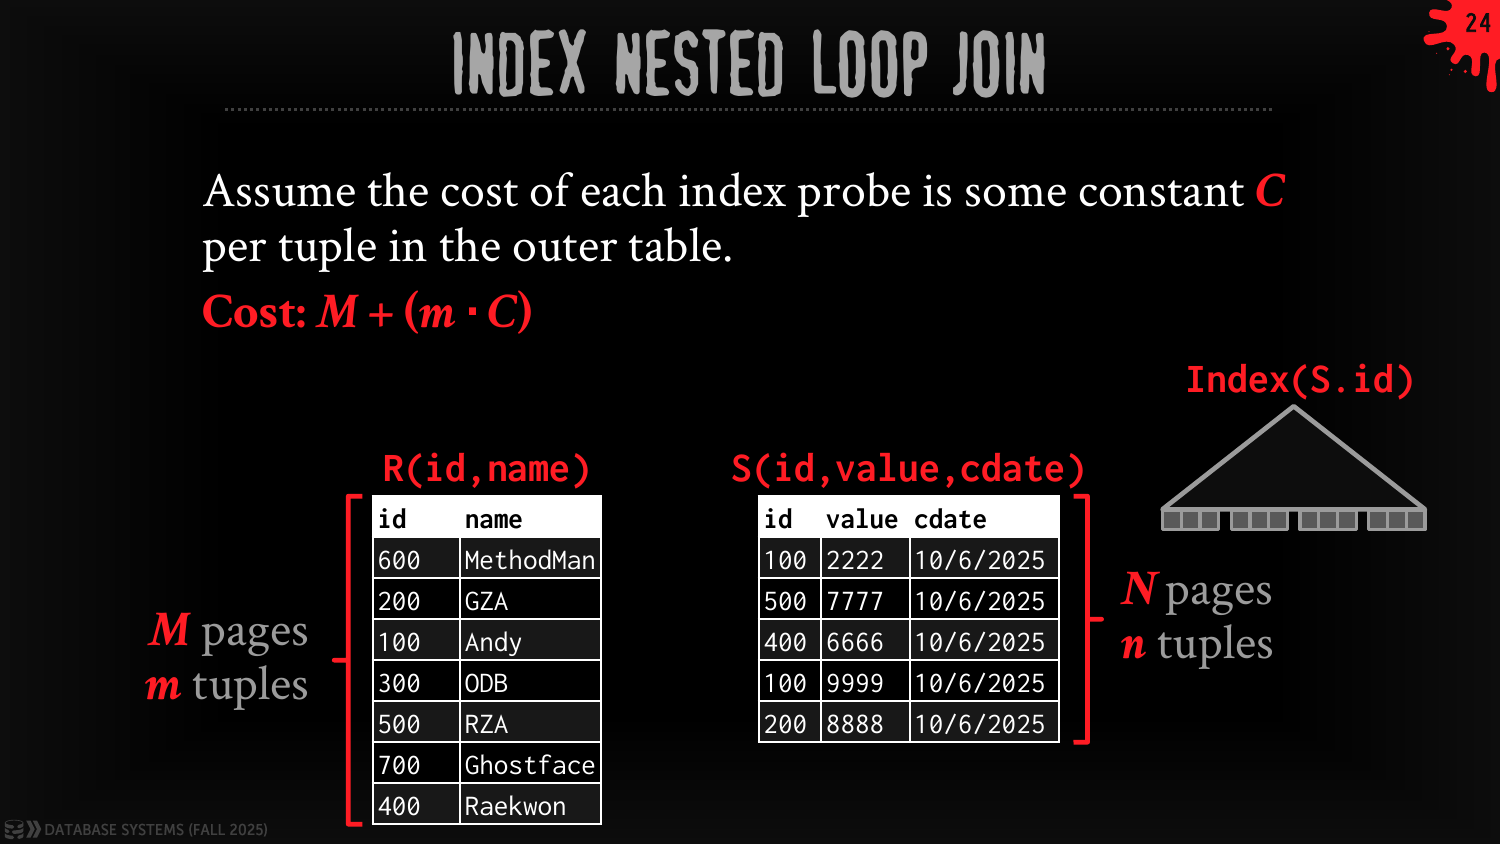 24
INDEX NESTED LOOP JOIN
Assume the cost of each index probe is some constant C
per tuple in the outer table.
Cost: M + (m · C)
Index(S.id)
R(id,name)
id name
600 MethodMan
200 GZA
100 Andy
300 ODB
500 RZA
700 Ghostface
400 Raekwon
M pages
m tuples
S(id,value,cdate)
id value cdate
100 2222 10/6/2025
500 7777 10/6/2025
400 6666 10/6/2025
100 9999 10/6/2025
200 8888 10/6/2025
N pages
n tuples
DATABASE SYSTEMS (FALL 2025)